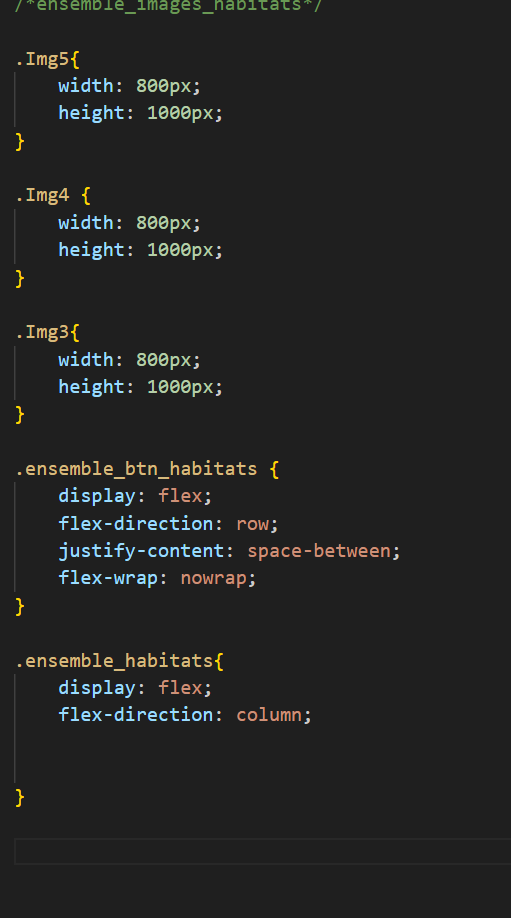 /*ensemble_images_habitats*/
.Img5{
width: 800px;
height: 1000px;
}
.Img4 {
width: 800px;
height: 1000px;
}
.Img3{
width: 800px;
height: 1000px;
}
.ensemble_btn_habitats {
display: flex;
flex-direction: row;
justify-content: space-between;
flex-wrap: nowrap;
}
.ensemble_habitats{
display: flex;
flex-direction: column;
}